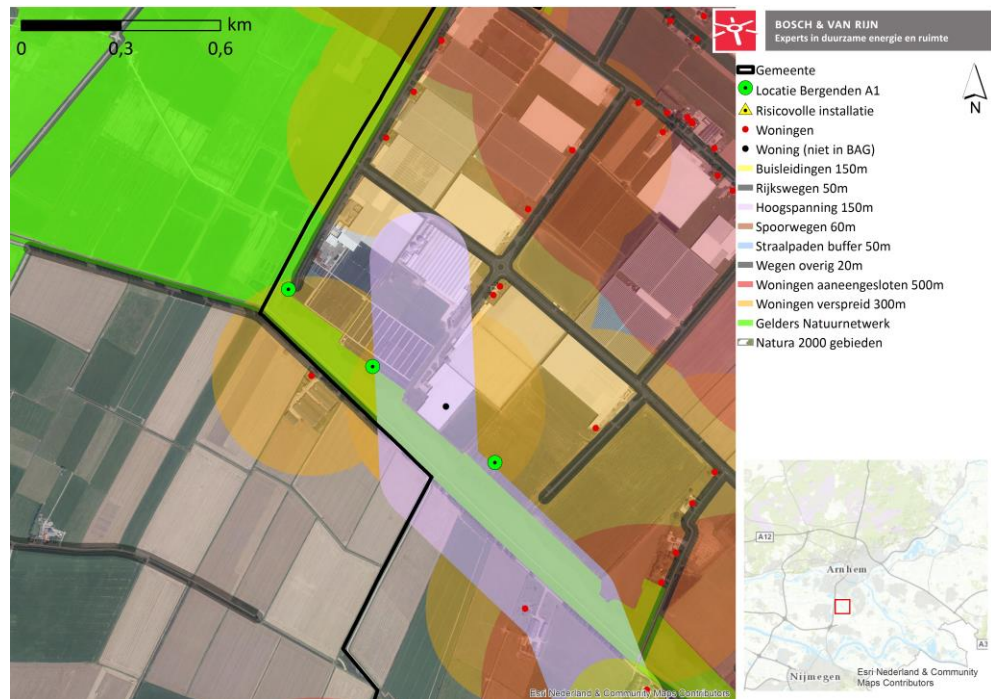 km
0
0,3
0,6
BOSCH & VAN RIJN
Experts in duurzame energie en ruimte
Gemeente
Locatie Bergenden A1
Risicovolle installatie
Woningen
Woning (niet in BAG)
Buisleidingen 150m
Rijkswegen 50m
Hoogspanning 150m
Spoorwegen 60m
Straalpaden buffer 50m
Wegen overig 20m
Woningen aaneengesloten 500m
Woningen verspreid 300m
Gelders Natuurnetwerk
Natura 2000 gebieden
N
A12
Arnhem
A3
Nijmegen
Esri Nederland & Community
Maps Contributors
Esri Nederland & Community Maps Contributors